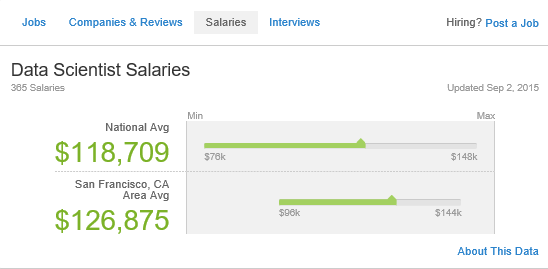 Jobs Companies & Reviews Salaries Interviews Hiring? Post a Job
Data Scientist Salaries
365 Salaries Updated Sep 2, 2015
Min Max
National Avg
$118,709
$76k $148k
San Francisco, CA
Area Avg
$126,875
$96k $144k
About This Data